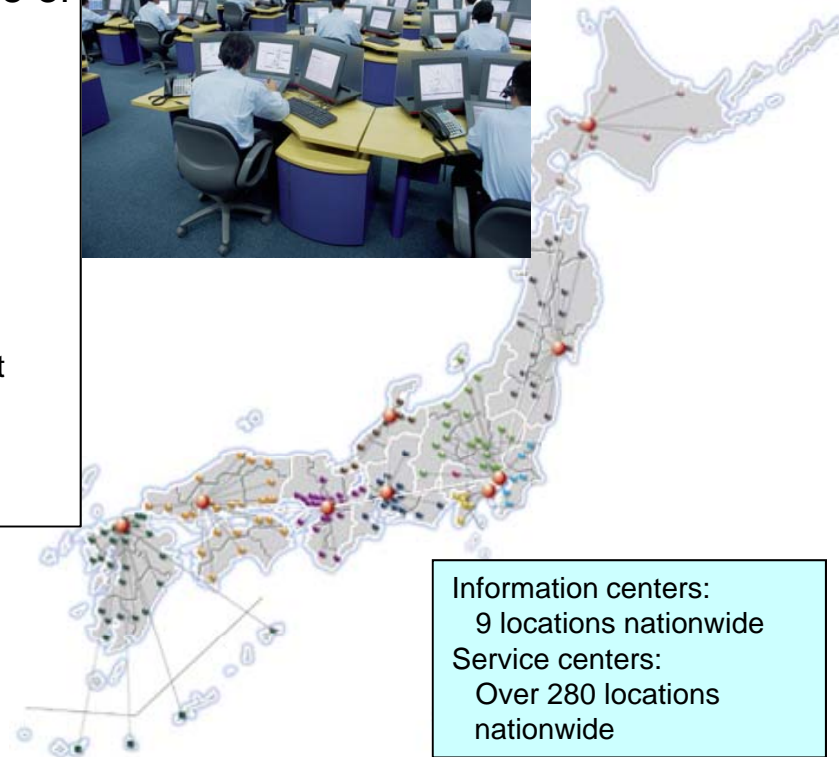 Information centers:
9 locations nationwide
Service centers:
Over 280 locations
nationwide